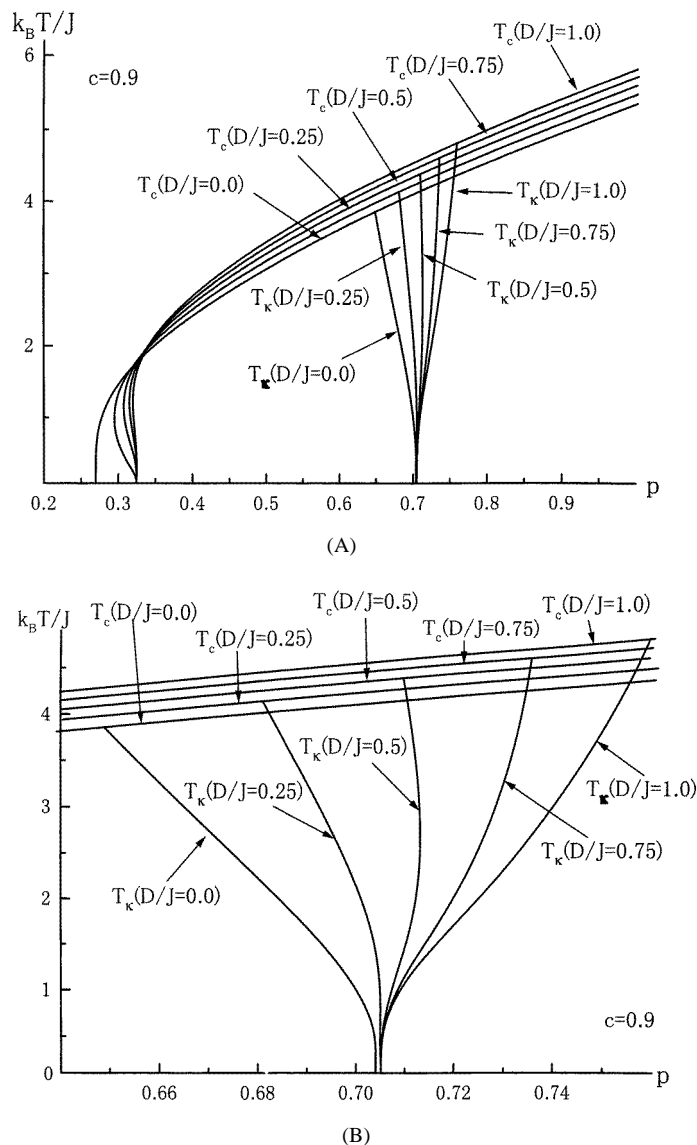 k_BT/J
6
c=0.9
T_c(D/J=1.0)
T_c(D/J=0.75)
T_c(D/J=0.5)
T_c(D/J=0.25)
T_c(D/J=0.0)
4
T_κ(D/J=1.0)
T_κ(D/J=0.75)
T_κ(D/J=0.25)
T_κ(D/J=0.5)
2
T_κ(D/J=0.0)
0.2 0.3 0.4 0.5 0.6 0.7 0.8 0.9 p
(A)
k_BT/J
T_c(D/J=0.0)
T_c(D/J=0.25)
T_c(D/J=0.5)
T_c(D/J=0.75)
T_c(D/J=1.0)
4
T_κ(D/J=0.5)
T_κ(D/J=0.25)
T_κ(D/J=1.0)
3
T_κ(D/J=0.75)
T_κ(D/J=0.0)
2
1
c=0.9
0
0.66 0.68 0.70 0.72 0.74 p
(B)